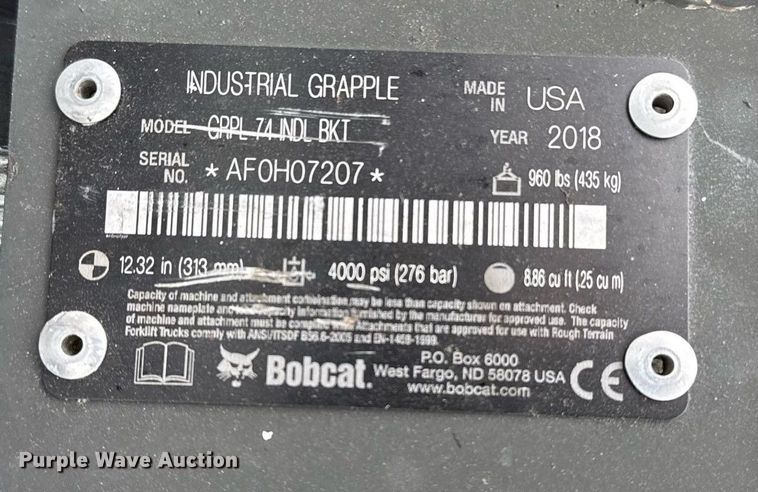 INDUSTRIAL GRAPPLE
MADE IN USA
MODEL GRPL 74 INDL BKT
YEAR 2018
SERIAL NO. *AF0H07207*
960 lbs (435 kg)
12.32 in (313 mm) 4000 psi (276 bar) 8.86 cu ft (.25 cu m)
Capacity of machine and attachment combination may be less than capacity shown on attachment. Check
machine nameplate and load capacity information furnished by the manufacturer for approved use. The capacity
of machine and attachment must be complied with. Attachments that are approved for use with Rough Terrain
Forklift Trucks comply with ANSI/ITSDF B56.6-2005 and EN-1459-1999.
Bobcat.
P.O. Box 6000
West Fargo, ND 58078 USA
www.bobcat.com
CE
Purple Wave Auction